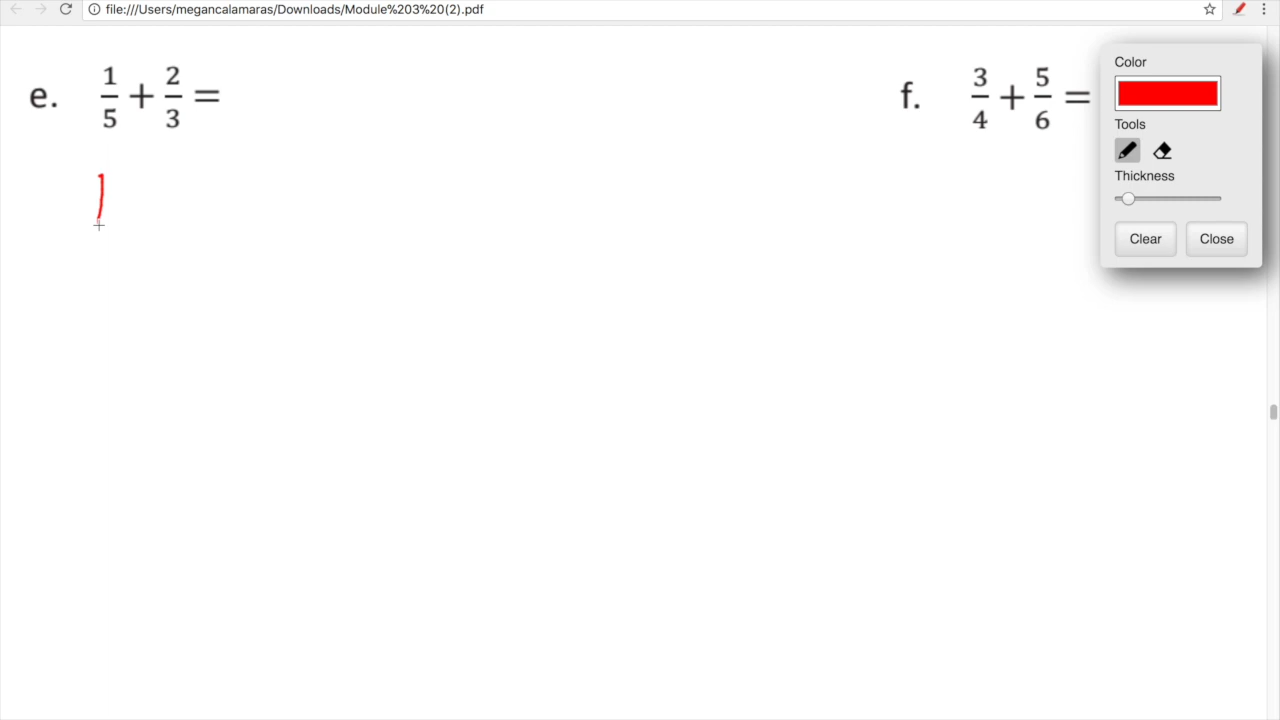 file:///Users/megancalamaras/Downloads/Module%203%20(2).pdf
e. 1/5 + 2/3 =
f. 3/4 + 5/6 =
Color
Tools
Thickness
Clear Close